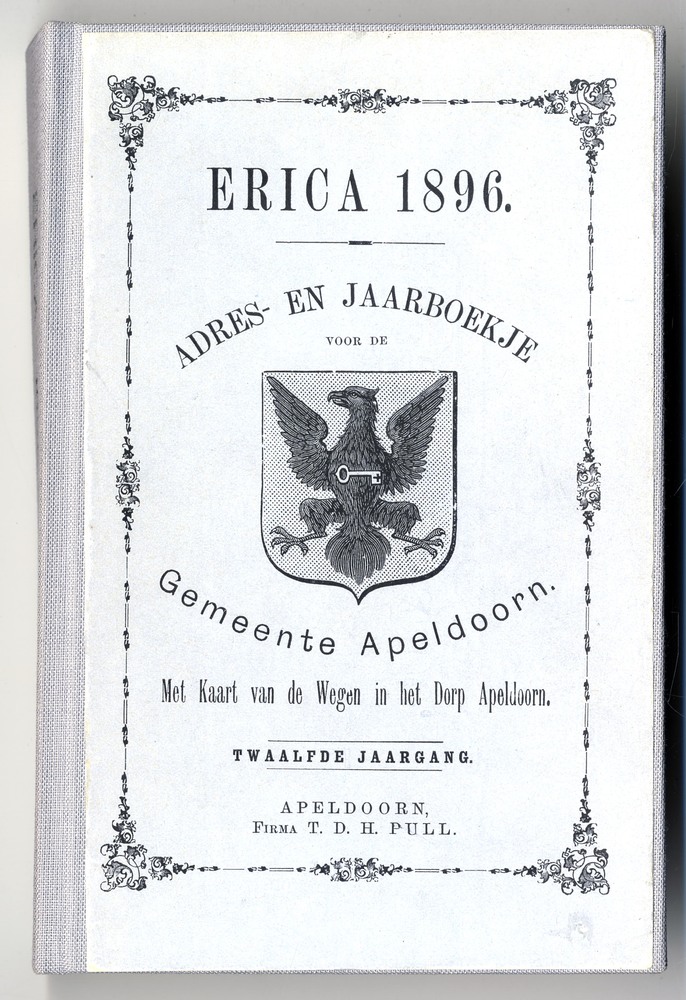 ERICA 1896.
ADRES- EN JAARBOEKJE
VOOR DE
Gemeente Apeldoorn.
Met Kaart van de Wegen in het Dorp Apeldoorn.
TWAALFDE JAARGANG.
APELDOORN,
FIRMA T. D. H. PULL.